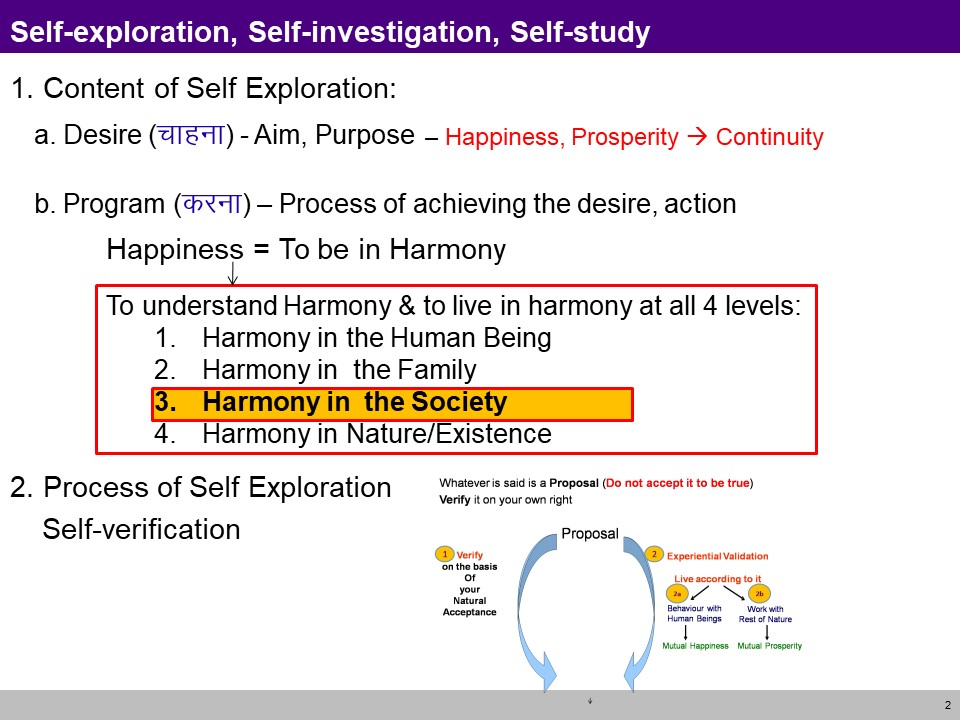 Self-exploration, Self-investigation, Self-study
1. Content of Self Exploration:
a. Desire (चाहना) - Aim, Purpose – Happiness, Prosperity → Continuity
b. Program (करना) – Process of achieving the desire, action
Happiness = To be in Harmony
To understand Harmony & to live in harmony at all 4 levels:
1. Harmony in the Human Being
2. Harmony in the Family
3. Harmony in the Society
4. Harmony in Nature/Existence
2. Process of Self Exploration
Self-verification
Whatever is said is a Proposal (Do not accept it to be true)
Verify it on your own right
Proposal
1 Verify
on the basis
Of
your
Natural
Acceptance
2 Experiential Validation
Live according to it
2a
Behaviour with
Human Beings
Mutual Happiness
2b
Work with
Rest of Nature
Mutual Prosperity
2